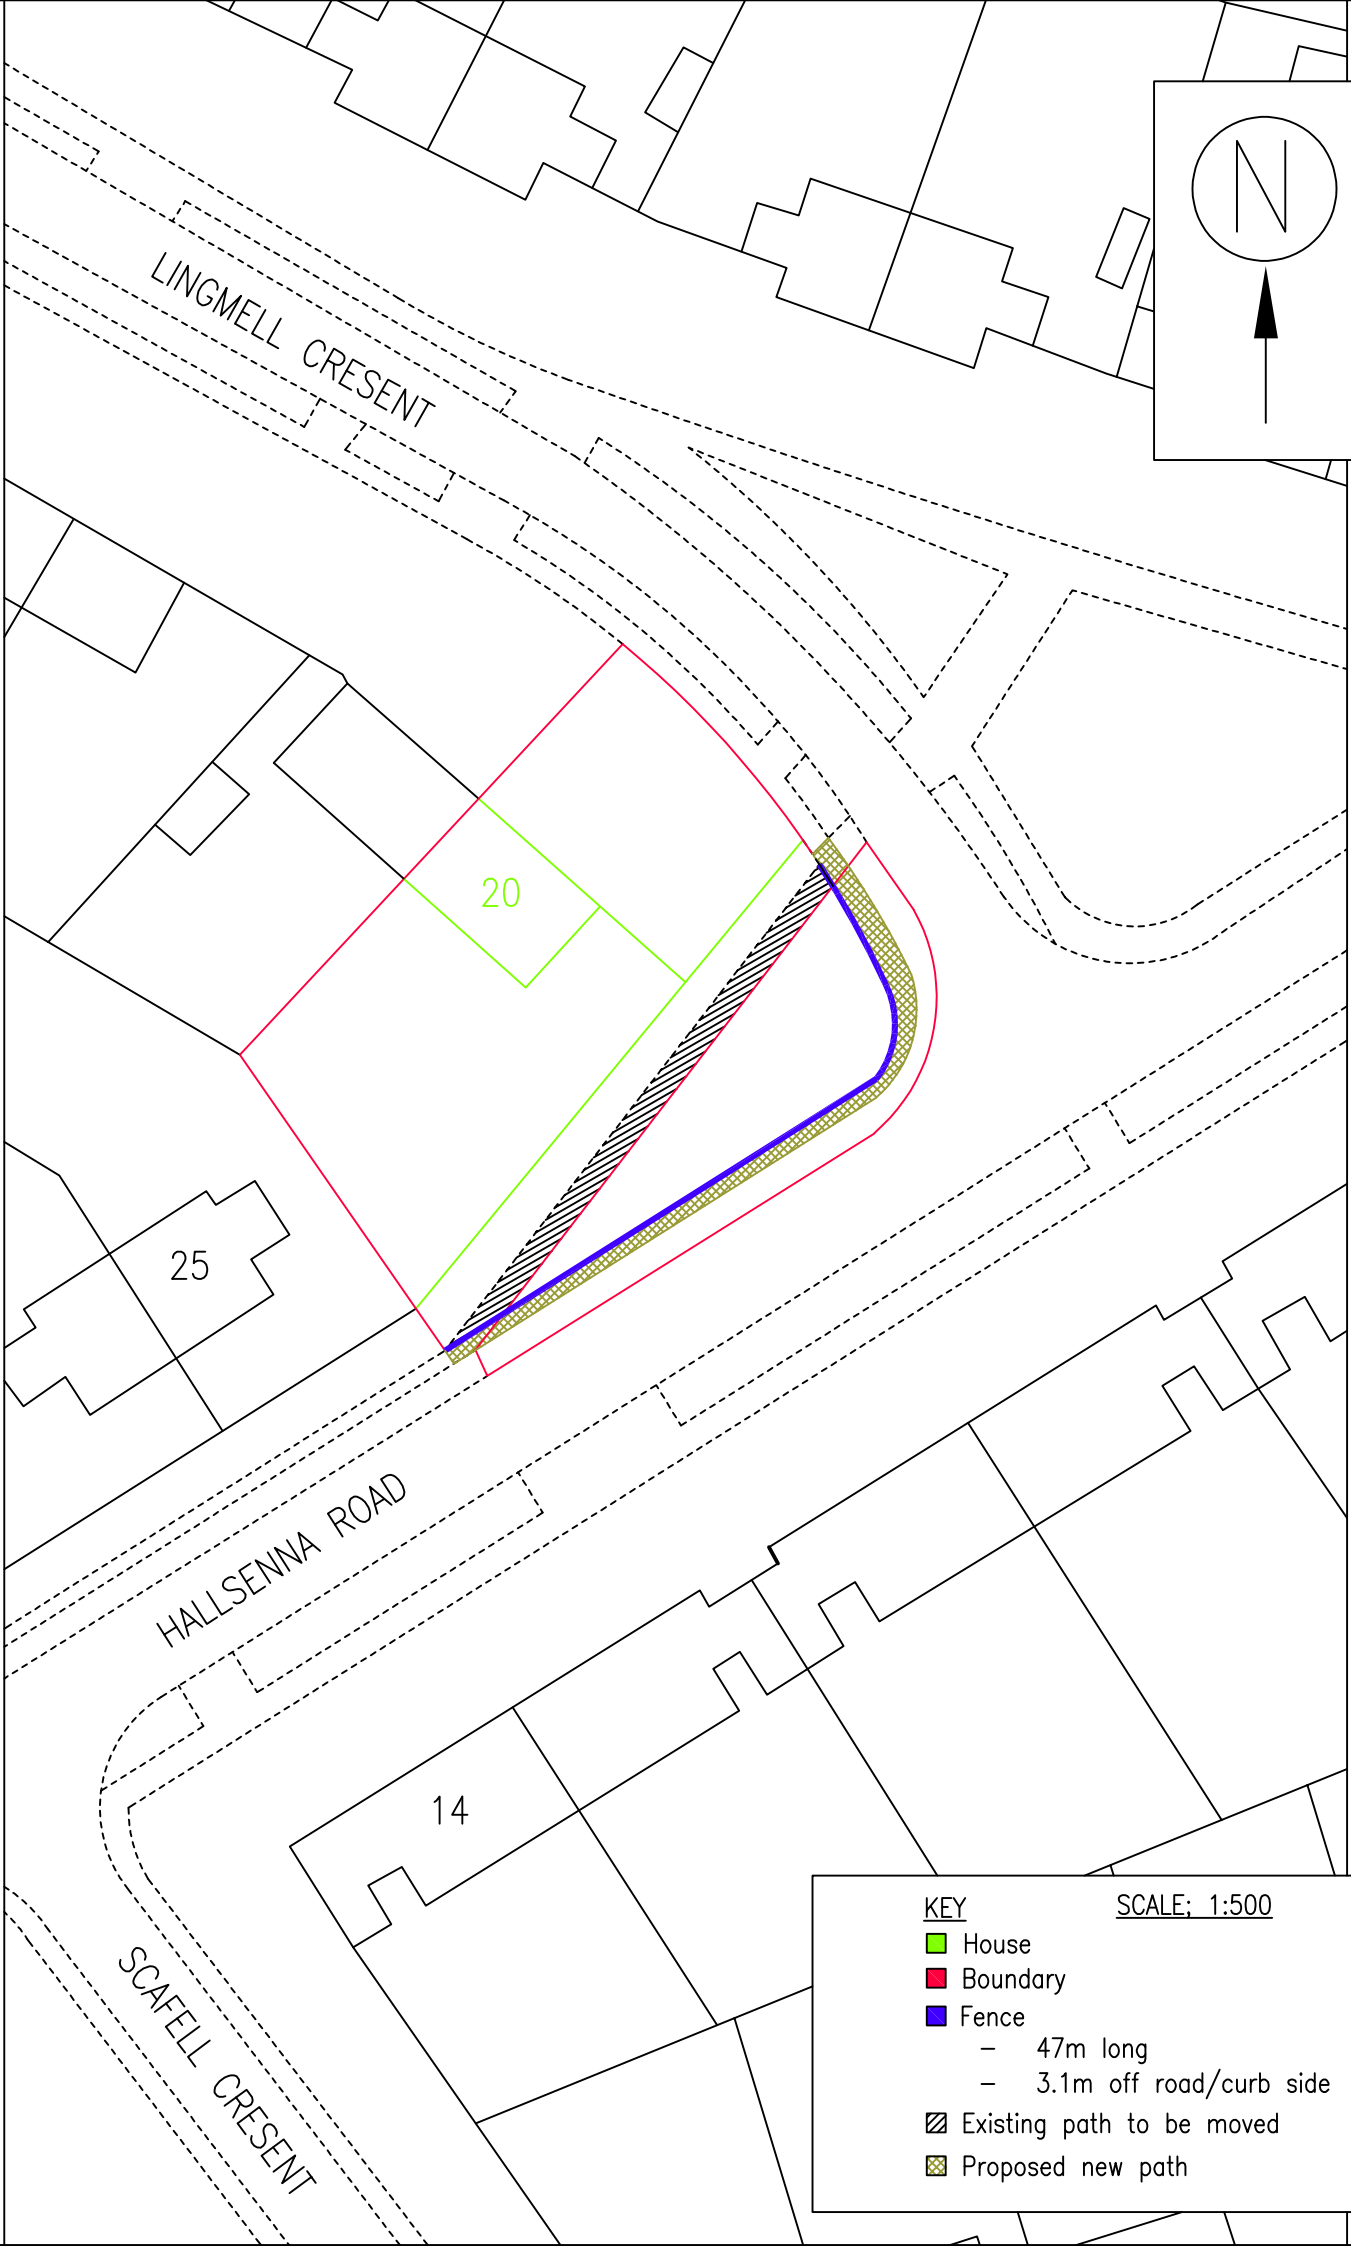 N
LINGMELL CRESENT
20
25
HALLSENNA ROAD
14
SCAFELL CRESENT
KEY
SCALE; 1:500
House
Boundary
Fence
- 47m long
- 3.1m off road/curb side
Existing path to be moved
Proposed new path